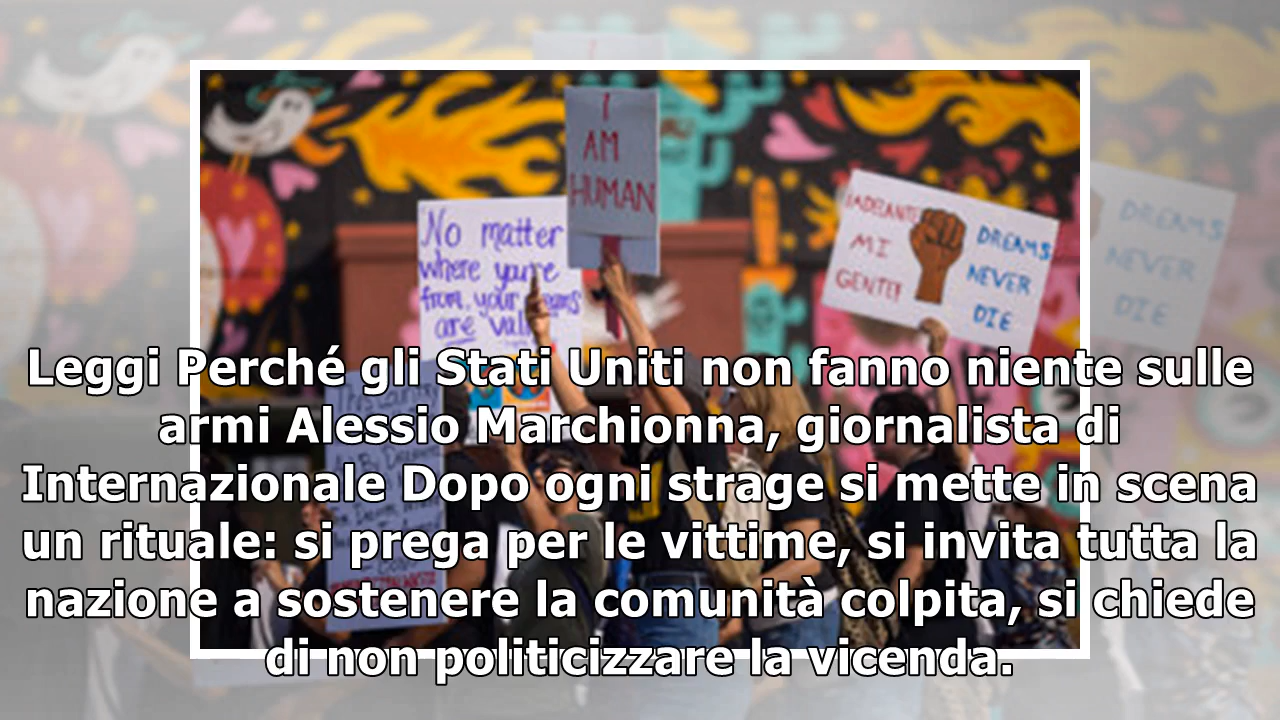 I
AM
HUMAN
No matter
where you're
from, your
are
¡ADELANTE
MI
GENTE!
DREAMS
NEVER
DIE
DREAMS
NEVER
DIE
Leggi Perché gli Stati Uniti non fanno niente sulle
armi Alessio Marchionna, giornalista di
Internazionale Dopo ogni strage si mette in scena
un rituale: si prega per le vittime, si invita tutta la
nazione a sostenere la comunità colpita, si chiede
di non politicizzare la vicenda.